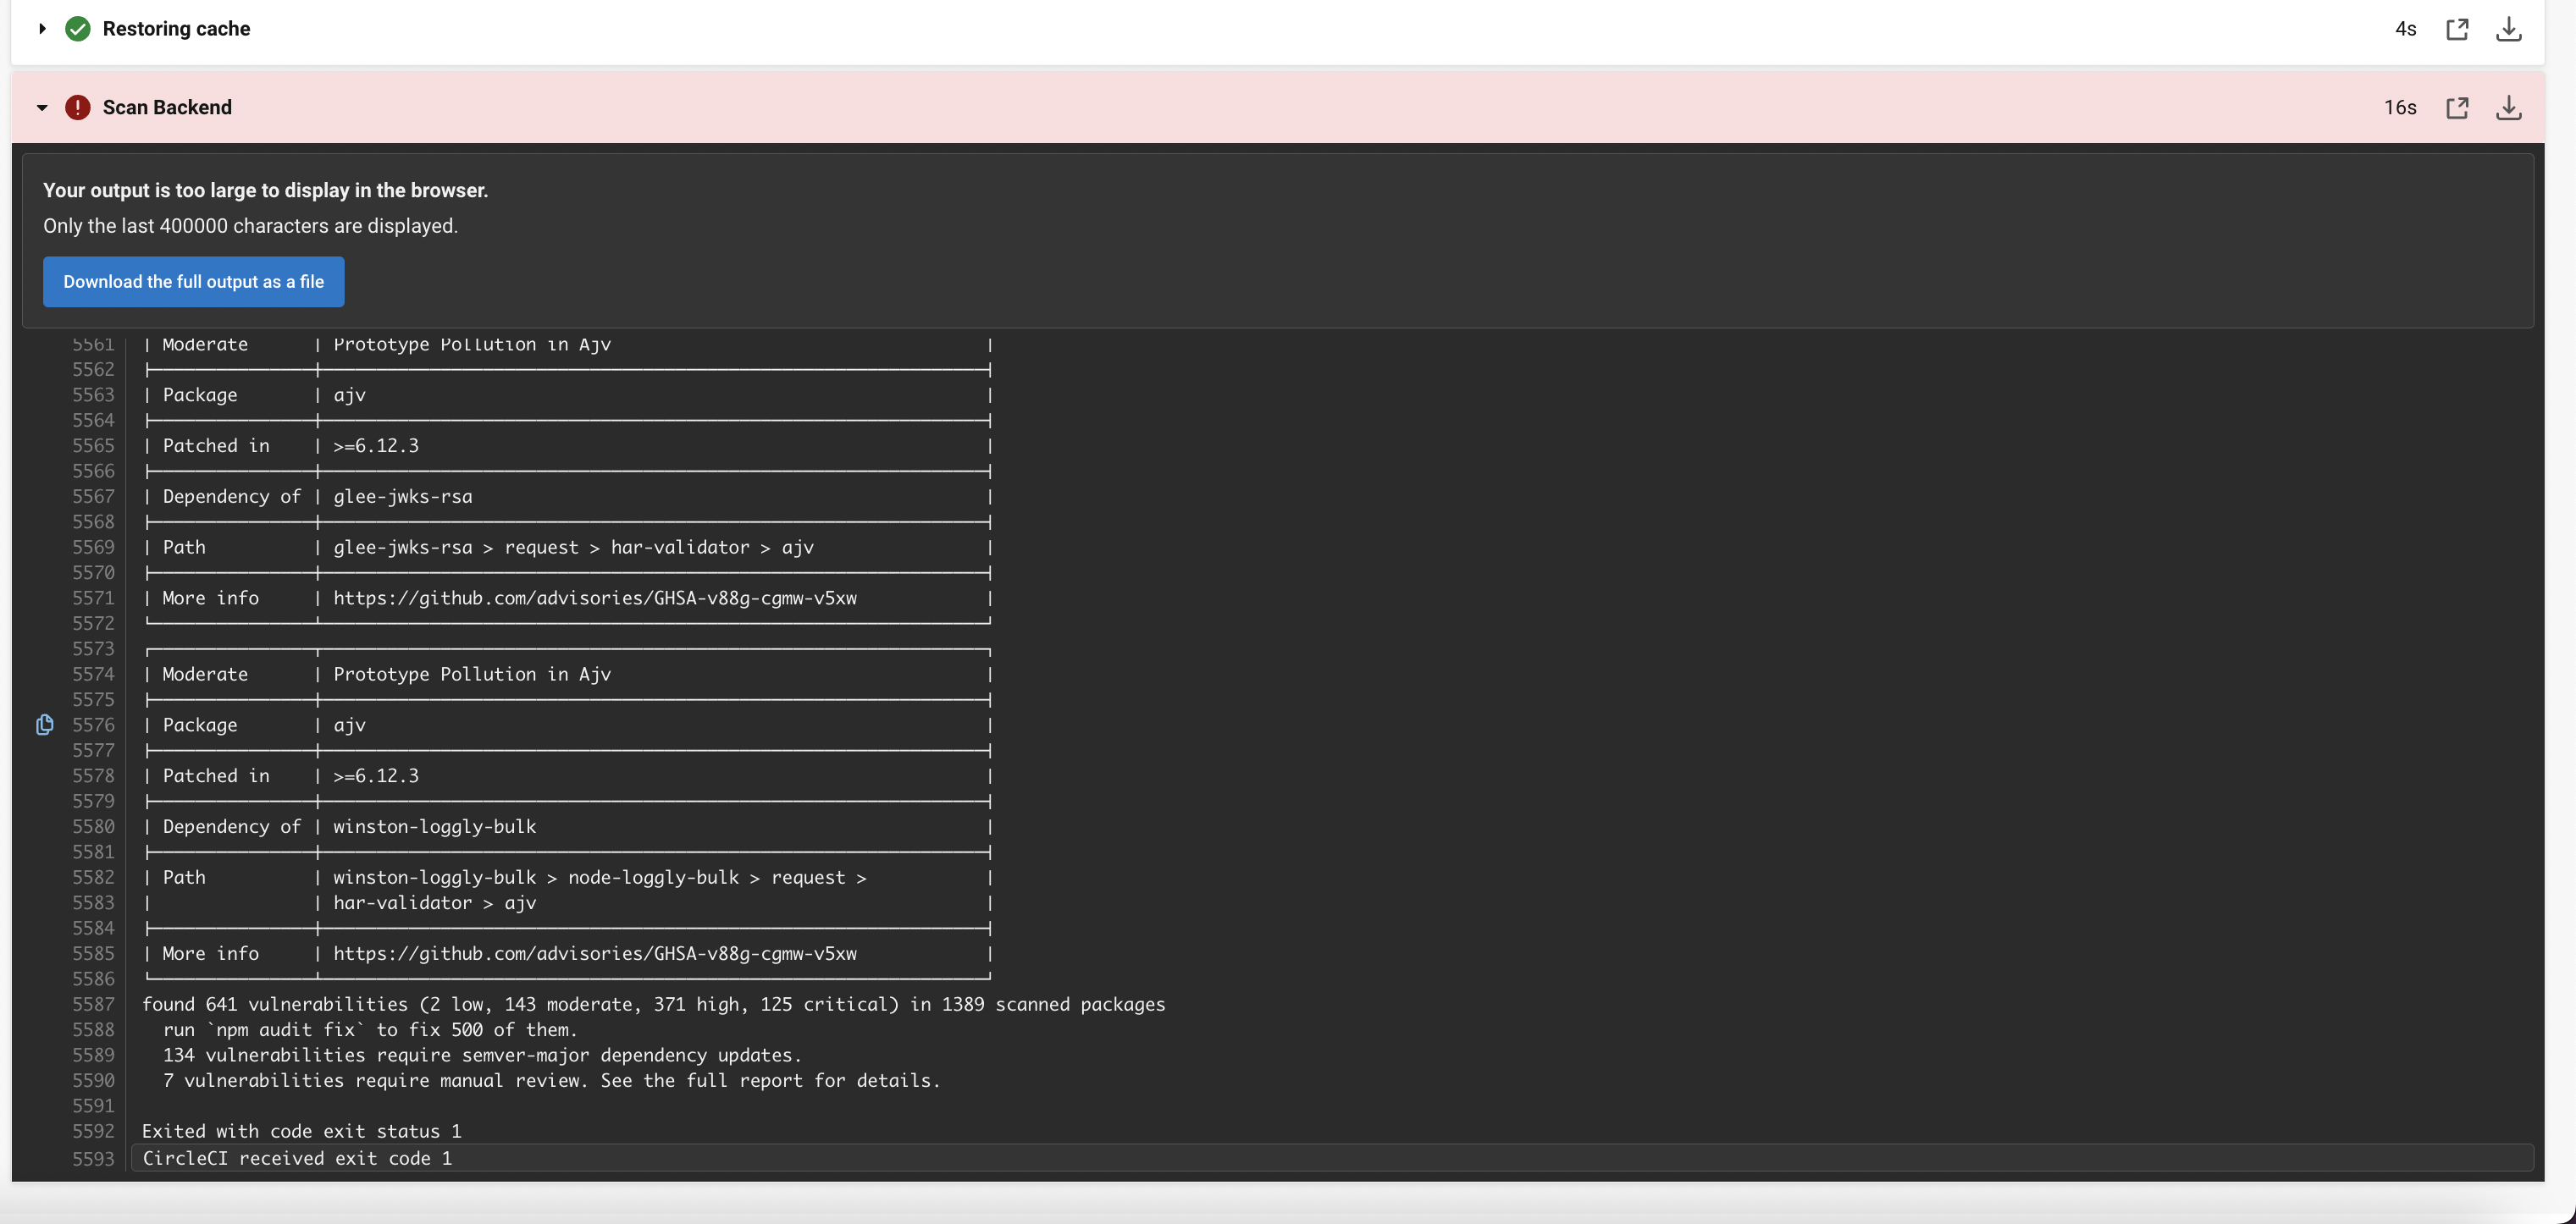 Restoring cache 4s
Scan Backend 16s
Your output is too large to display in the browser.
Only the last 400000 characters are displayed.
Download the full output as a file
5561 | Moderate | Prototype Pollution in Ajv |
5562
5563 | Package | ajv |
5564
5565 | Patched in | >=6.12.3 |
5566
5567 | Dependency of | glee-jwks-rsa |
5568
5569 | Path | glee-jwks-rsa > request > har-validator > ajv |
5570
5571 | More info | https://github.com/advisories/GHSA-v88g-cgmw-v5xw |
5572
5573
5574 | Moderate | Prototype Pollution in Ajv |
5575
5576 | Package | ajv |
5577
5578 | Patched in | >=6.12.3 |
5579
5580 | Dependency of | winston-loggly-bulk |
5581
5582 | Path | winston-loggly-bulk > node-loggly-bulk > request > |
5583 | | har-validator > ajv |
5584
5585 | More info | https://github.com/advisories/GHSA-v88g-cgmw-v5xw |
5586
5587 found 641 vulnerabilities (2 low, 143 moderate, 371 high, 125 critical) in 1389 scanned packages
5588 run `npm audit fix` to fix 500 of them.
5589 134 vulnerabilities require semver-major dependency updates.
5590 7 vulnerabilities require manual review. See the full report for details.
5591
5592 Exited with code exit status 1
5593 CircleCI received exit code 1